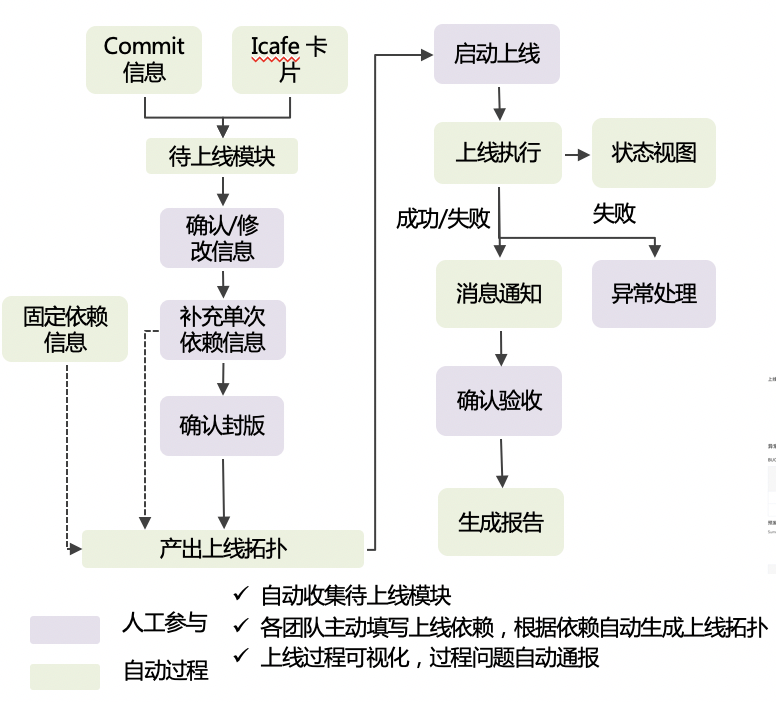 Commit
信息
Icafe 卡
片
待上线模块
确认/修
改信息
固定依赖
信息
补充单次
依赖信息
确认封版
产出上线拓扑
启动上线
上线执行
状态视图
成功/失败
失败
消息通知
异常处理
确认验收
生成报告
人工参与
自动过程
✓ 自动收集待上线模块
✓ 各团队主动填写上线依赖，根据依赖自动生成上线拓扑
✓ 上线过程可视化，过程问题自动通报